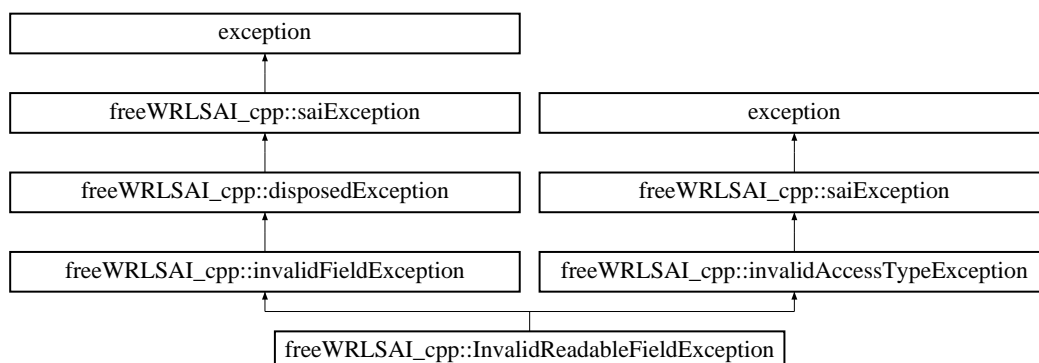 exception
freeWRLSAI_cpp::saiException
exception
freeWRLSAI_cpp::disposedException
freeWRLSAI_cpp::saiException
freeWRLSAI_cpp::invalidFieldException
freeWRLSAI_cpp::invalidAccessTypeException
freeWRLSAI_cpp::InvalidReadableFieldException